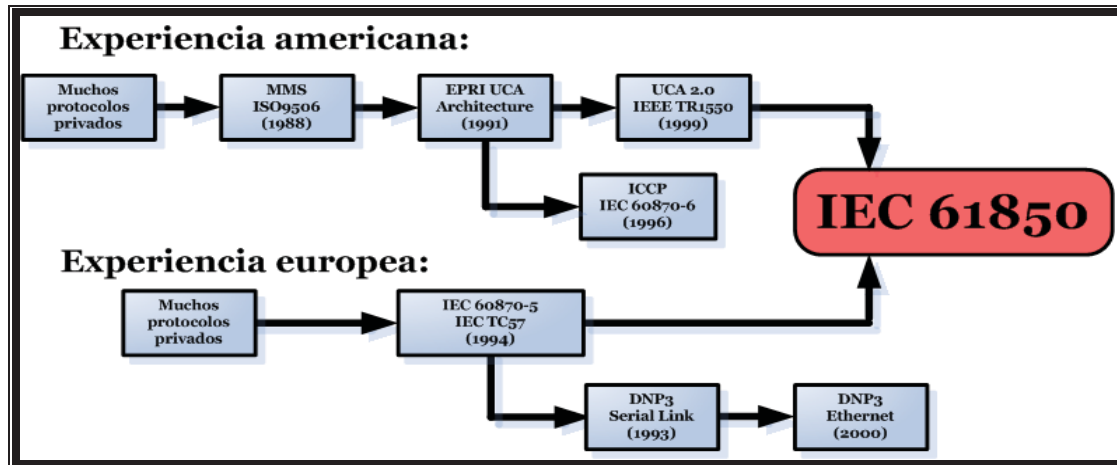 Experiencia americana:
Muchos
protocolos
privados
MMS
ISO9506
(1988)
EPRI UCA
Architecture
(1991)
UCA 2.0
IEEE TR1550
(1999)
ICCP
IEC 60870-6
(1996)
IEC 61850
Experiencia europea:
Muchos
protocolos
privados
IEC 60870-5
IEC TC57
(1994)
DNP3
Serial Link
(1993)
DNP3
Ethernet
(2000)